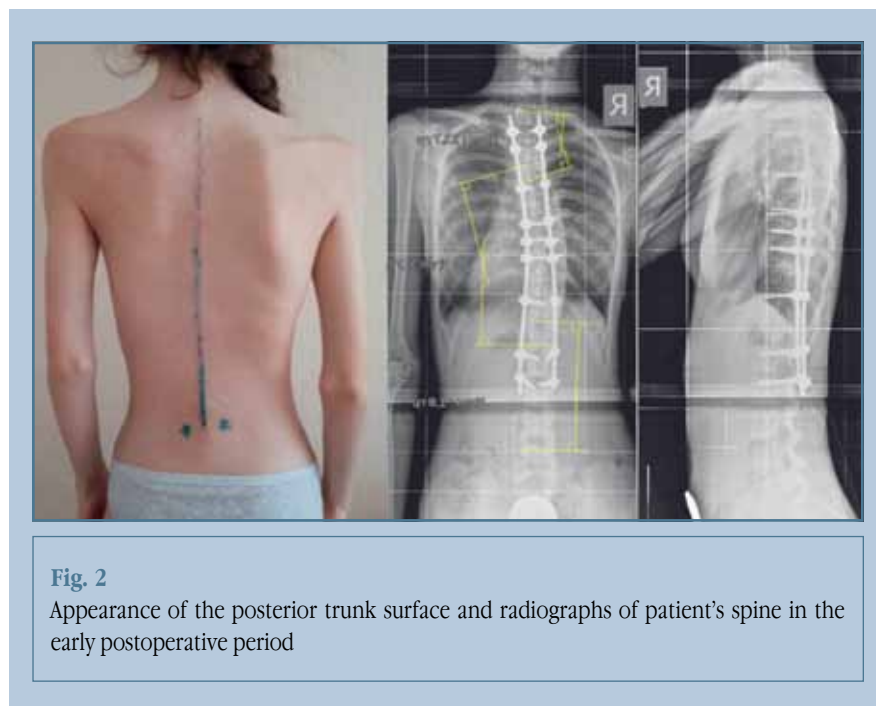 R
R
Fig. 2
Appearance of the posterior trunk surface and radiographs of patient's spine in the
early postoperative period